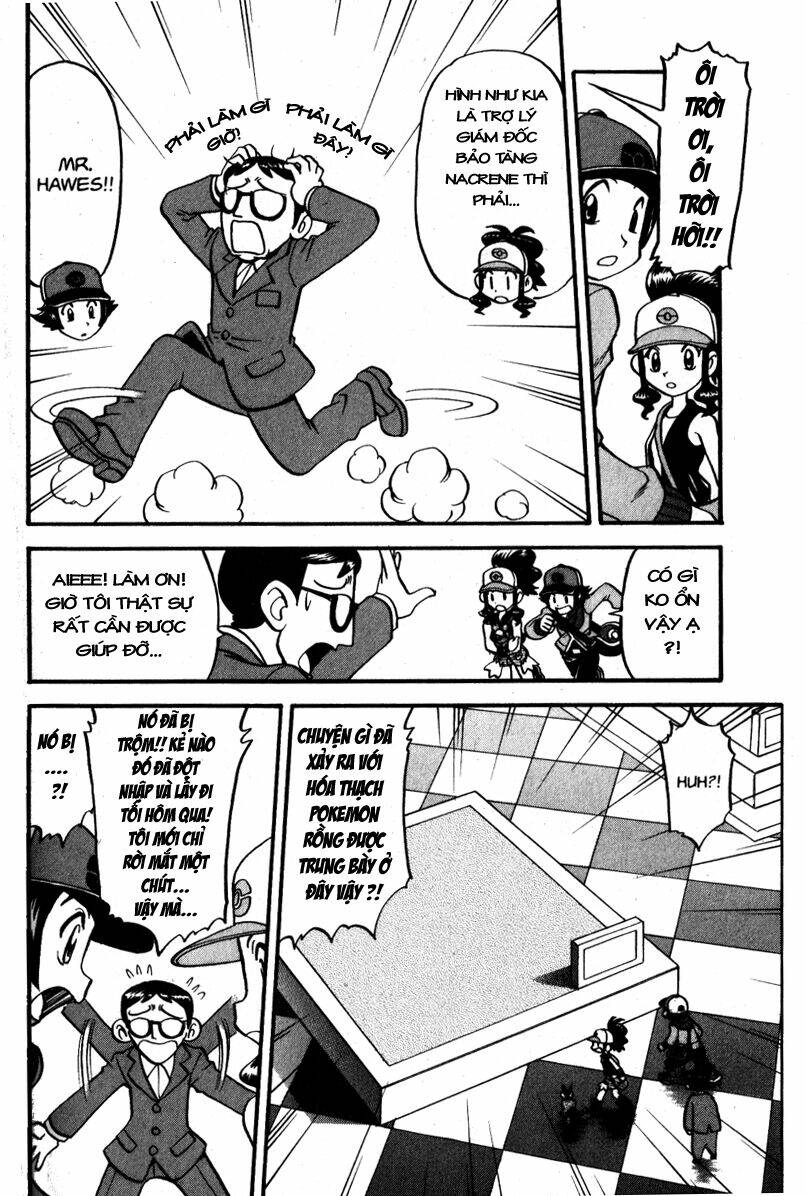 ÔI
TRỜI
ƠI,
ÔI
TRỜI
HỠI!!
HÌNH NHƯ KIA
LÀ TRỢ LÝ
GIÁM ĐỐC
BẢO TÀNG
NACRENE THÌ
PHẢI...
PHẢI LÀM GÌ
ĐÂY!
PHẢI LÀM GÌ
GIỜ!
MR.
HAWES!!
CÓ GÌ
KO ỔN
VẬY Ạ
?!
AIEEE! LÀM ƠN!
GIỜ TÔI THẬT SỰ
RẤT CẦN ĐƯỢC
GIÚP ĐỠ...
HUH?!
CHUYỆN GÌ ĐÃ
XẢY RA VỚI
HÓA THẠCH
POKEMON
RỒNG ĐƯỢC
TRUNG BÀY Ở
ĐÂY VẬY ?!
NÓ ĐÃ BỊ
TRỘM!! KẺ NÀO
ĐÓ ĐÃ ĐỘT
NHẬP VÀ LẤY ĐI
TỐI HÔM QUA!
TÔI MỚI CHỈ
RỜI MẮT MỘT
CHÚT...
VẬY MÀ...
NÓ BỊ
....
?!